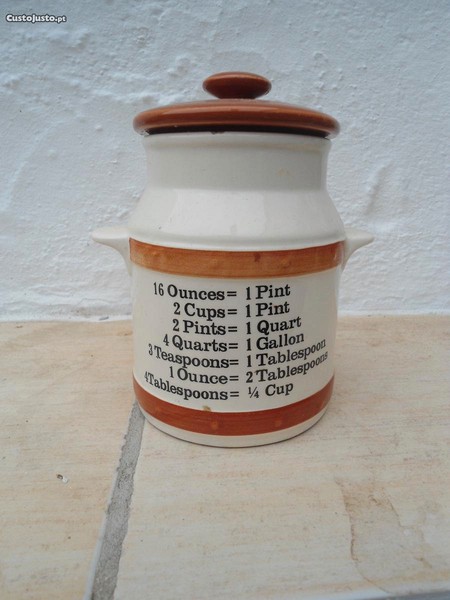 CustoJusto.pt
16 Ounces= 1 Pint
2 Cups= 1 Pint
2 Pints= 1 Quart
4 Quarts= 1 Gallon
3 Teaspoons= 1 Tablespoon
1 Ounce= 2 Tablespoons
4Tablespoons= ¼ Cup